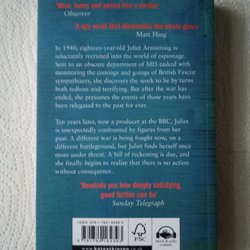 'Wise, funny and paced like a thriller'
Observer
'A spy novel that dismantles the whole genre.'
Matt Haig
In 1940, eighteen-year-old Juliet Armstrong is
reluctantly recruited into the world of espionage.
Sent to an obscure department of MI5 tasked with
monitoring the comings and goings of British Fascist
sympathizers, she discovers the work to be by turns
both tedious and terrifying. But after the war has
ended, she presumes the events of those years have
been relegated to the past for ever.
Ten years later, now a producer at the BBC, Juliet
is unexpectedly confronted by figures from her past.
A different war is being fought now, on a different
battleground, but Juliet finds herself once
more under threat. A bill of reckoning is due, and
she finally begins to realize that there is no action
without consequence.
'Reminds you how deeply satisfying
good fiction can be'
Sunday Telegraph
FSC